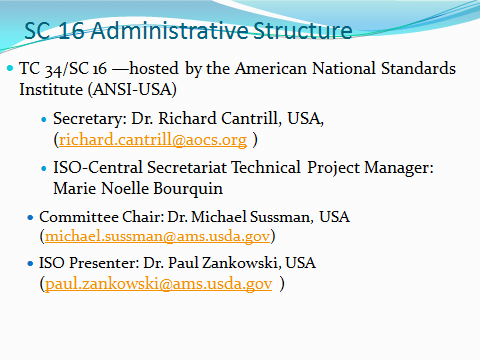 SC 16 Administrative Structure
TC 34/SC 16 —hosted by the American National Standards
Institute (ANSI-USA)
Secretary: Dr. Richard Cantrill, USA,
(richard.cantrill@aocs.org )
ISO-Central Secretariat Technical Project Manager:
Marie Noelle Bourquin
Committee Chair: Dr. Michael Sussman, USA
(michael.sussman@ams.usda.gov)
ISO Presenter: Dr. Paul Zankowski, USA
(paul.zankowski@ams.usda.gov )